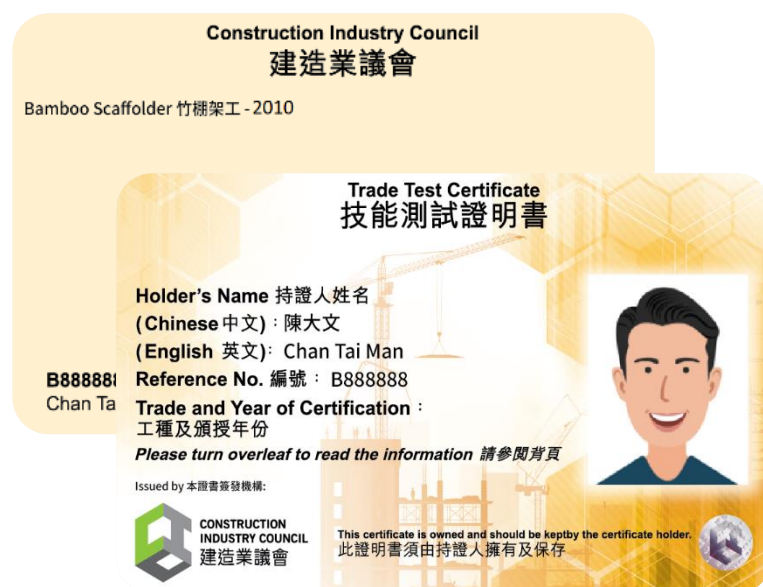 Construction Industry Council
建造業議會
Bamboo Scaffolder 竹棚架工 - 2010
B888888
Chan Ta
Trade Test Certificate
技能測試證明書
Holder's Name 持證人姓名
(Chinese 中文) : 陳大文
(English 英文): Chan Tai Man
Reference No. 編號 : B888888
Trade and Year of Certification :
工種及頒授年份
Please turn overleaf to read the information 請參閱背頁
Issued by 本證書簽發機構:
CONSTRUCTION
INDUSTRY COUNCIL
建造業議會
This certificate is owned and should be keptby the certificate holder.
此證明書須由持證人擁有及保存